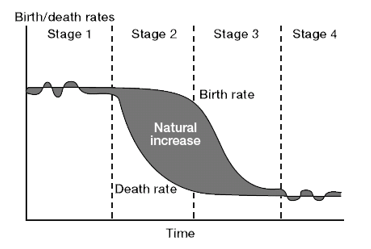 Birth/death rates
Stage 1 Stage 2 Stage 3 Stage 4
Birth rate
Natural
increase
Death rate
Time